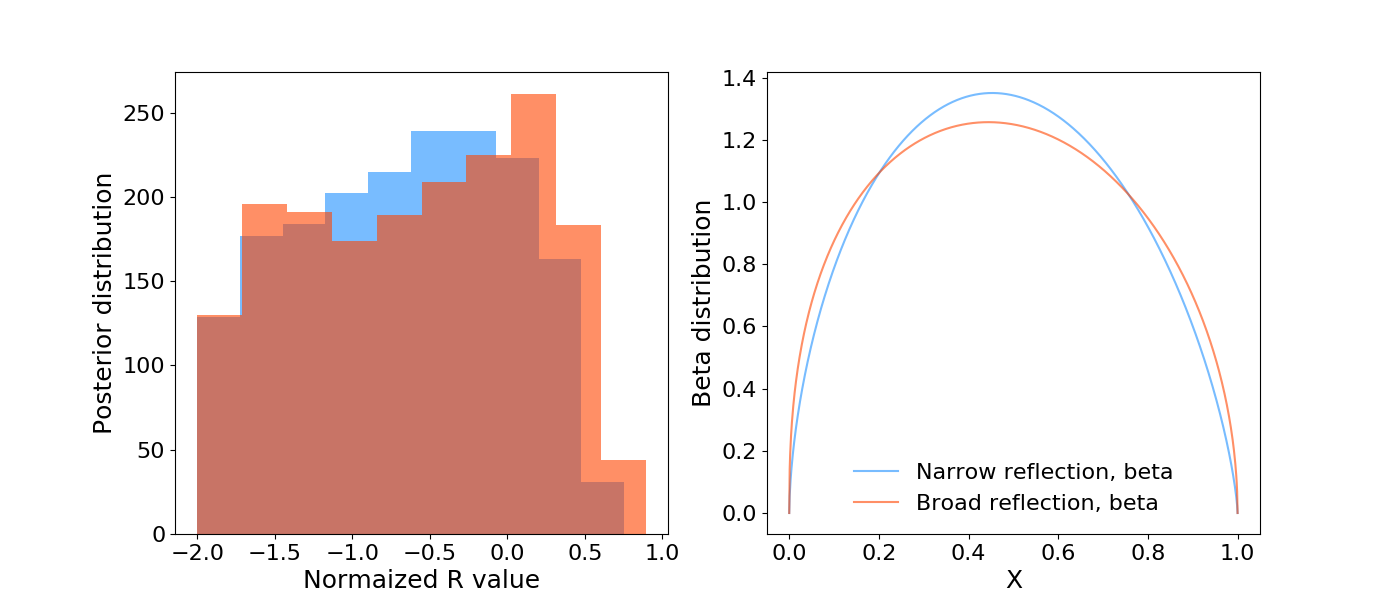 Posterior distribution
250
200
150
100
50
0
−2.0 −1.5 −1.0 −0.5 0.0 0.5 1.0
Normaized R value
Beta distribution
1.4
1.2
1.0
0.8
0.6
0.4
0.2
0.0
Narrow reflection, beta
Broad reflection, beta
0.0 0.2 0.4 0.6 0.8 1.0
X